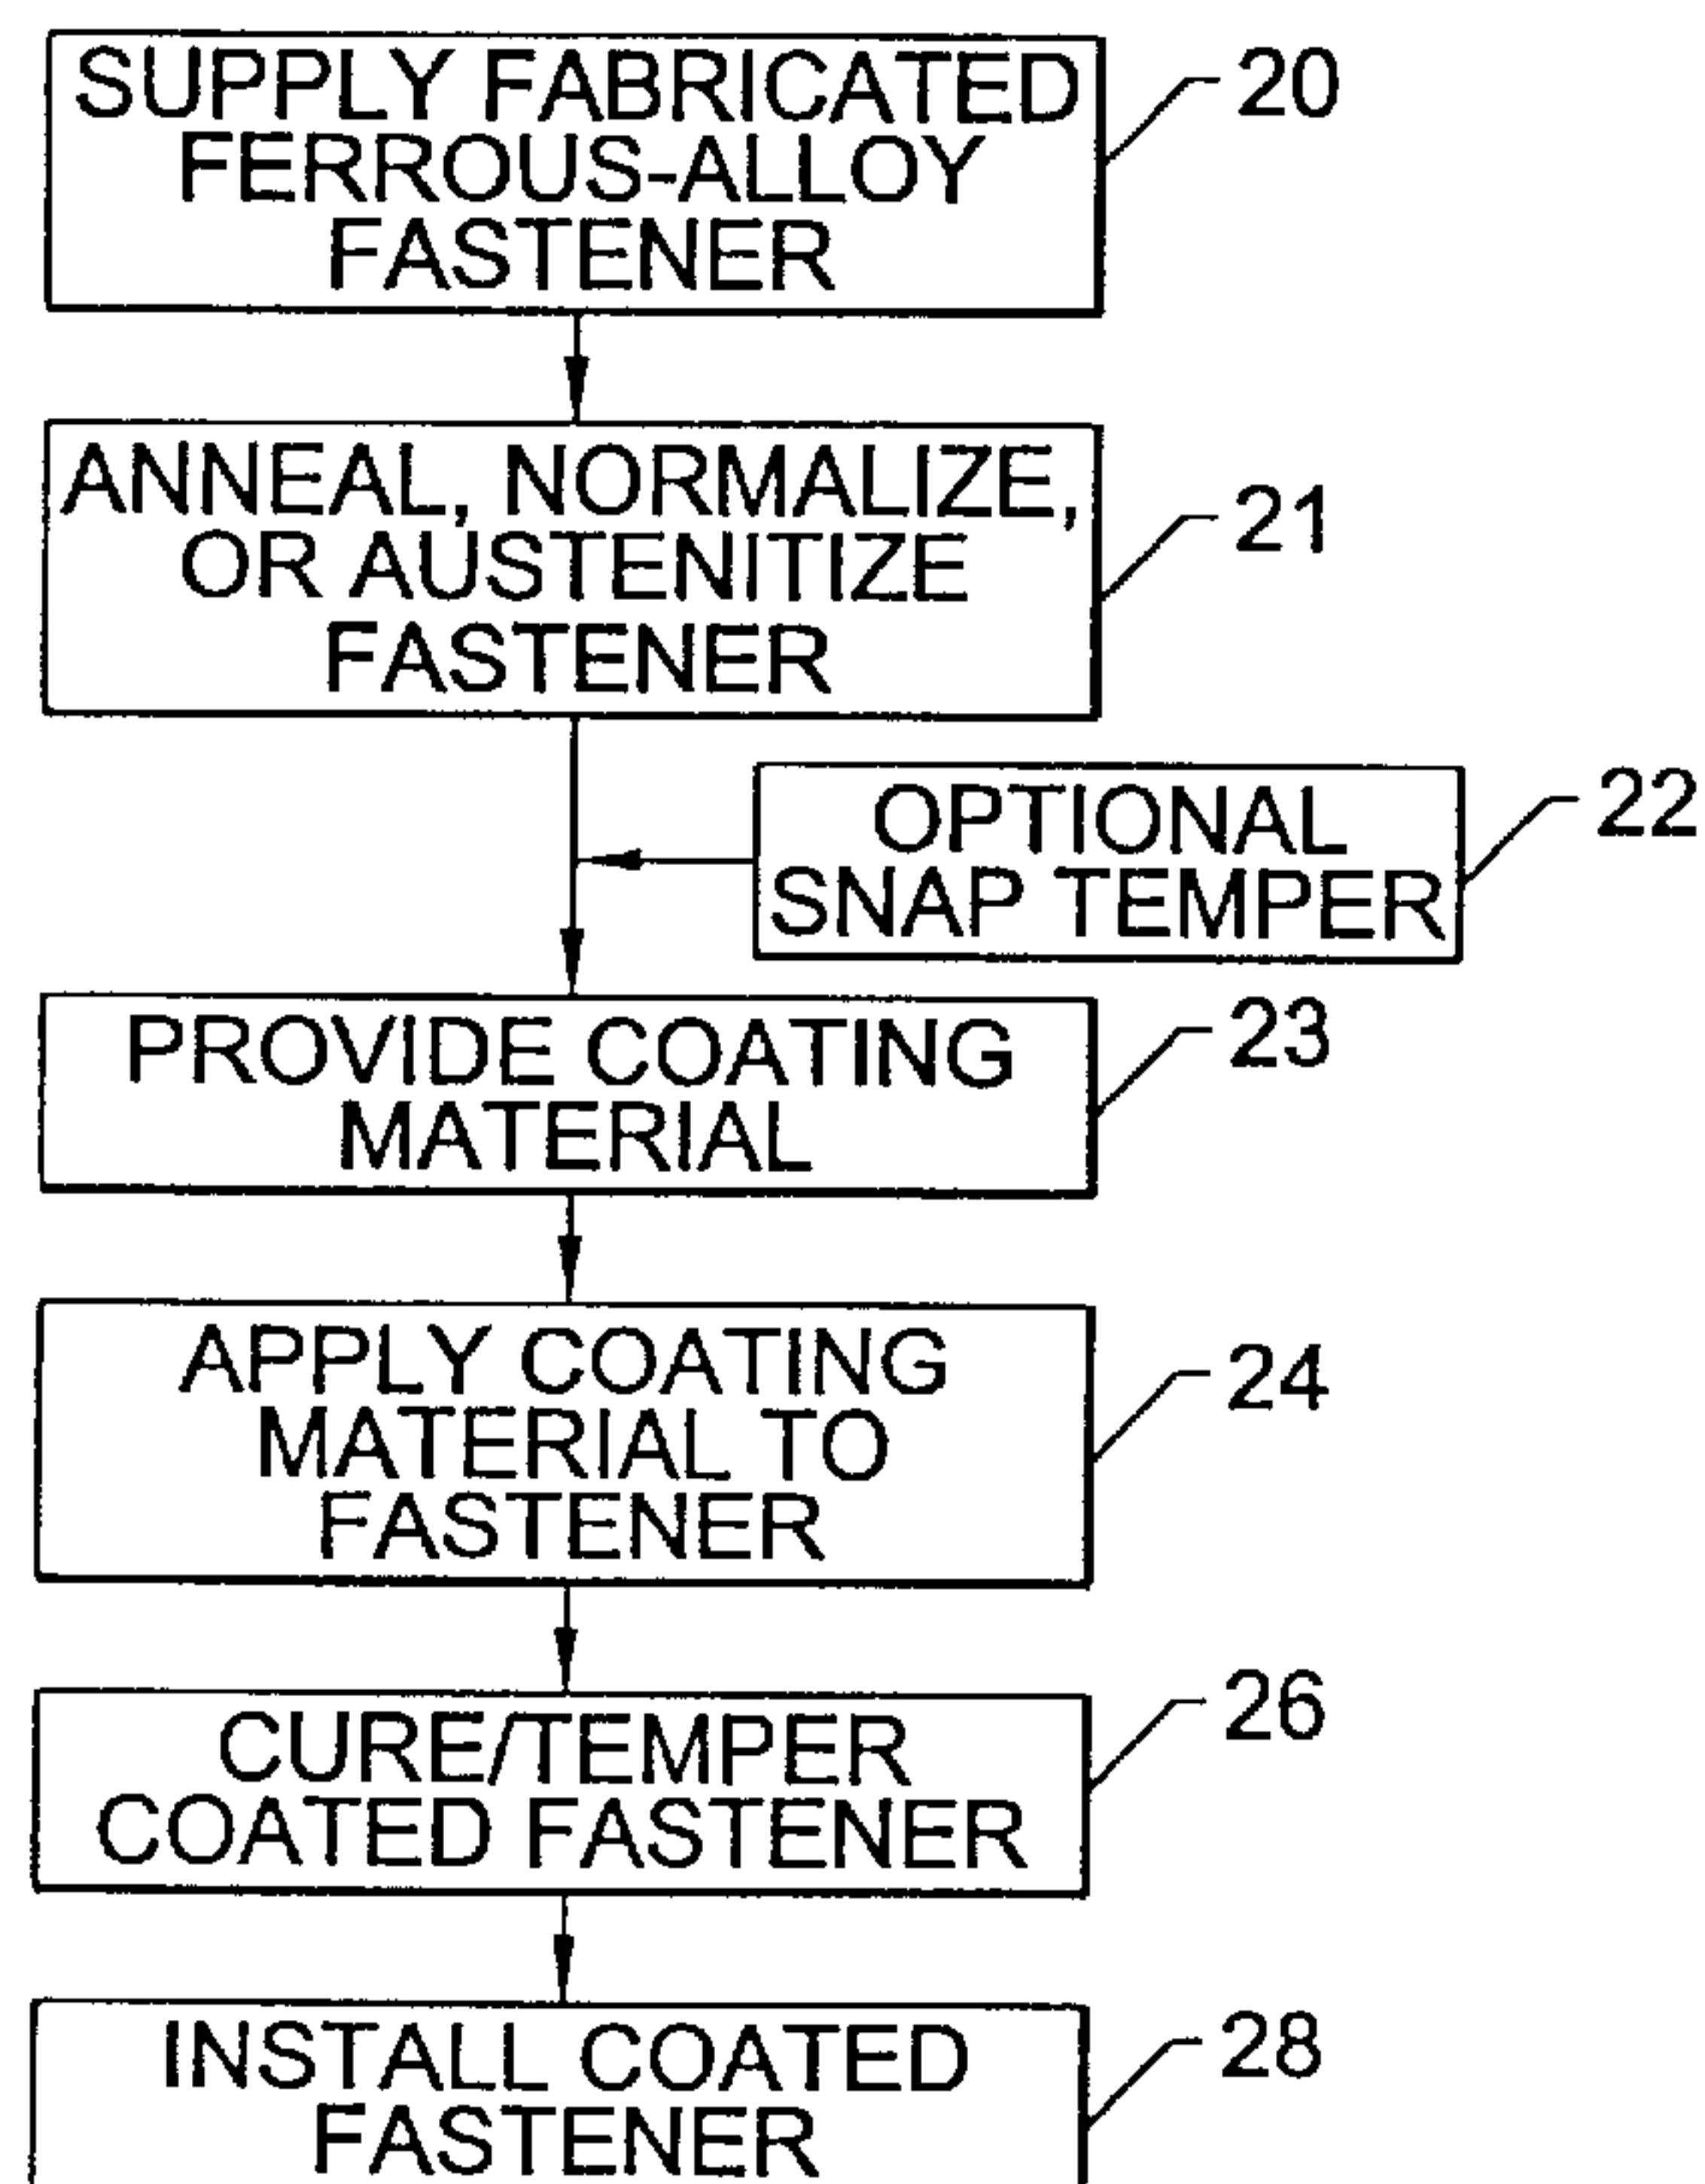 SUPPLY FABRICATED
FERROUS-ALLOY
FASTENER
20
ANNEAL, NORMALIZE,
OR AUSTENITIZE
FASTENER
21
OPTIONAL
SNAP TEMPER
22
PROVIDE COATING
MATERIAL
23
APPLY COATING
MATERIAL TO
FASTENER
24
CURE/TEMPER
COATED FASTENER
26
INSTALL COATED
FASTENER
28